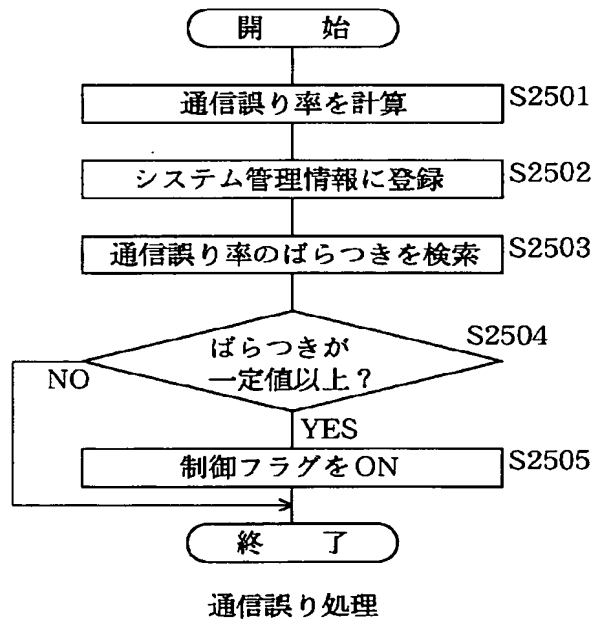 開 始
通信誤り率を計算
S2501
システム管理情報に登録
S2502
通信誤り率のばらつきを検索
S2503
ばらつきが
一定値以上？
S2504
NO
YES
制御フラグをON
S2505
終 了
通信誤り処理